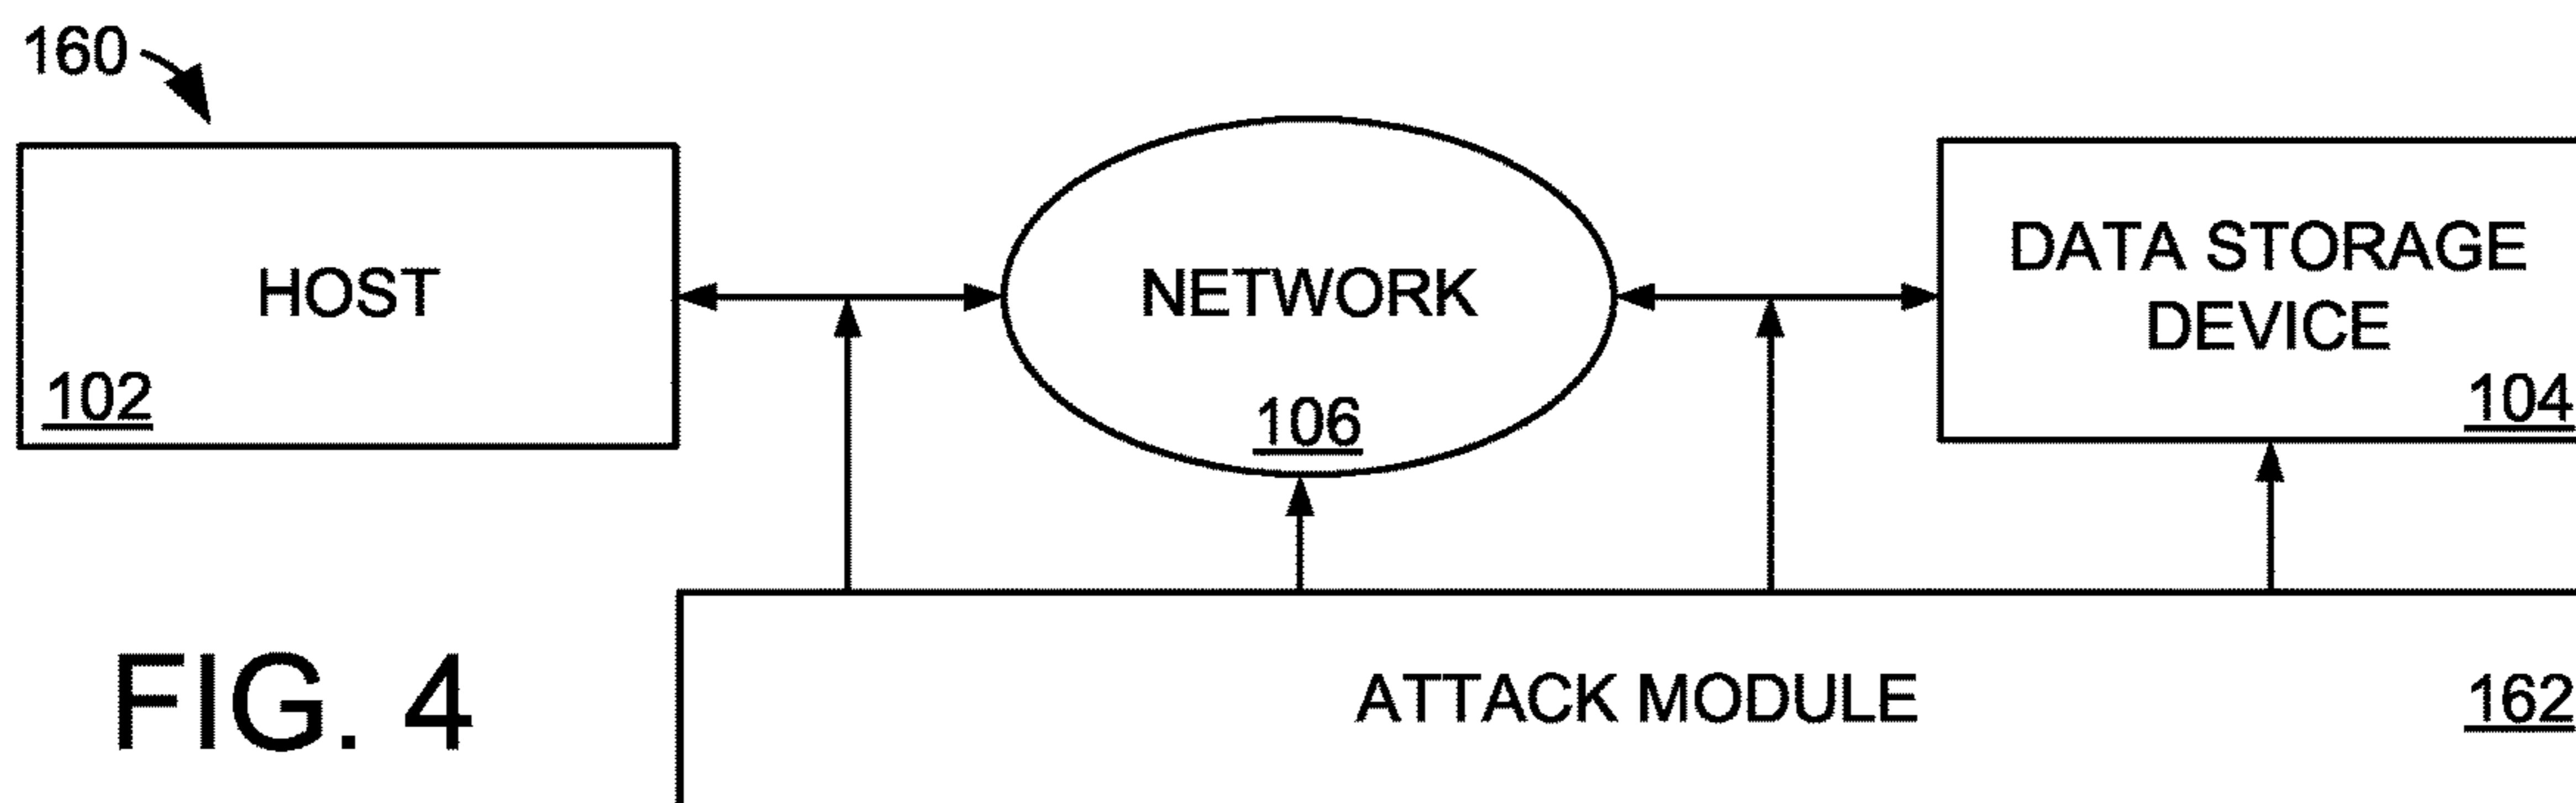 160
HOST
102
NETWORK
106
DATA STORAGE
DEVICE
104
FIG. 4
ATTACK MODULE
162